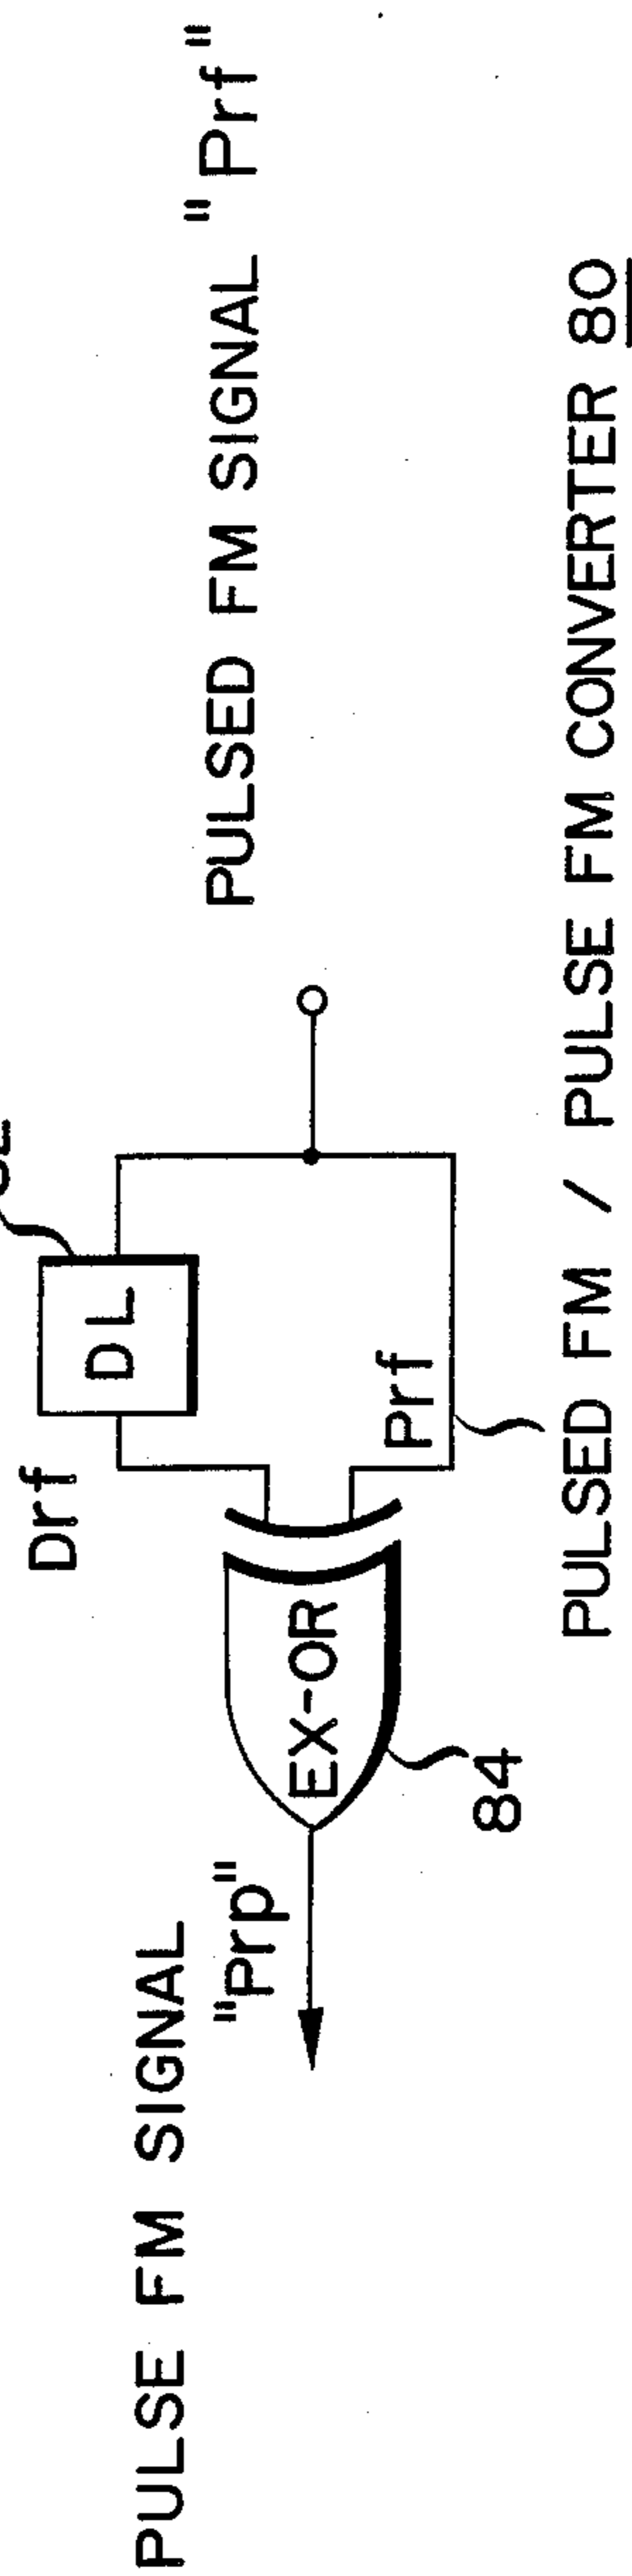 PULSE FM SIGNAL
"Prp"
EX-OR
84
Drf
DL
Prf
PULSED FM SIGNAL "Prf"
PULSED FM / PULSE FM CONVERTER 80